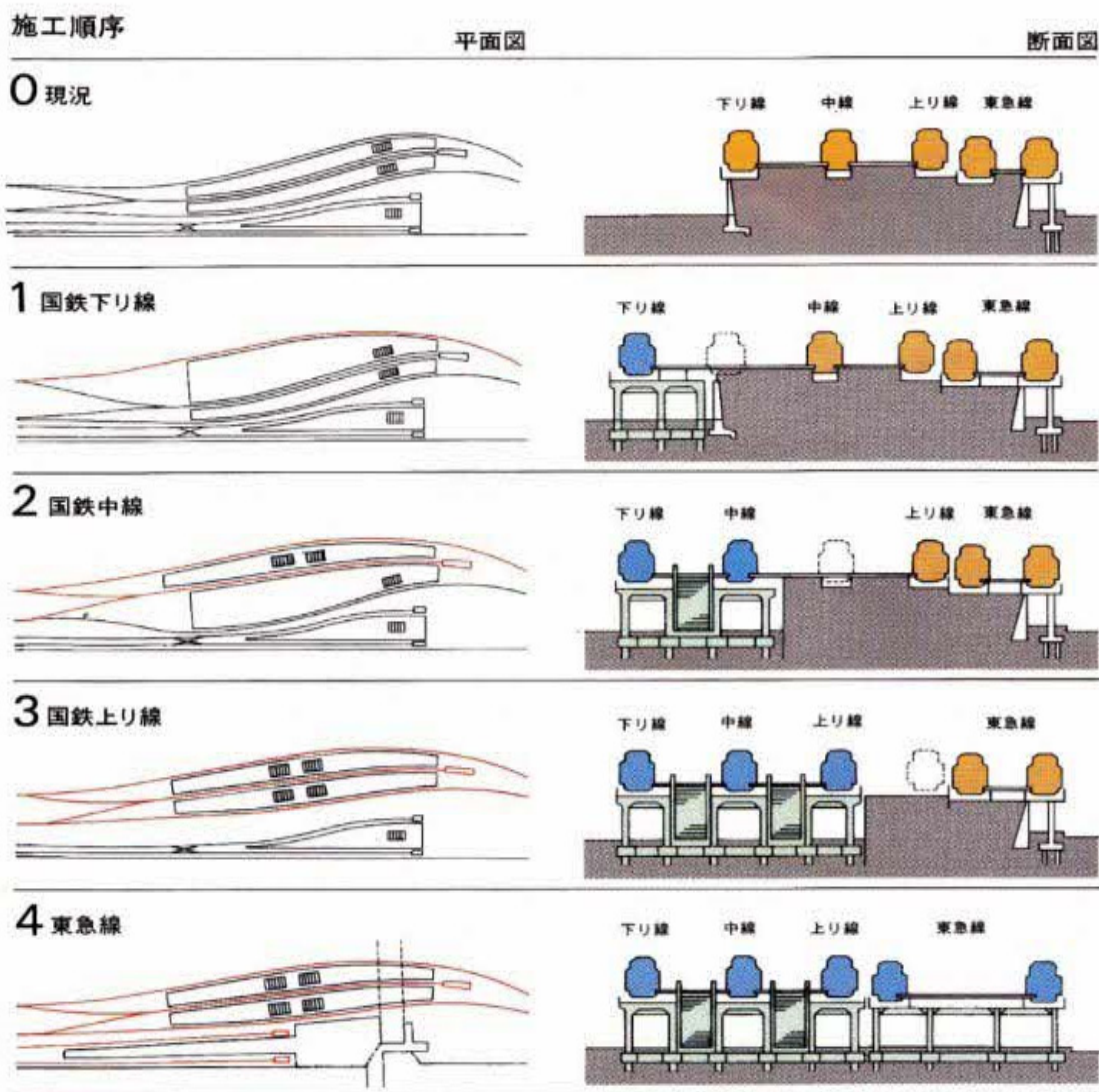 施工順序
平面図
断面図
0 現況
下り線 中線 上り線 東急線
1 国鉄下り線
下り線 中線 上り線 東急線
2 国鉄中線
下り線 中線 上り線 東急線
3 国鉄上り線
下り線 中線 上り線 東急線
4 東急線
下り線 中線 上り線 東急線